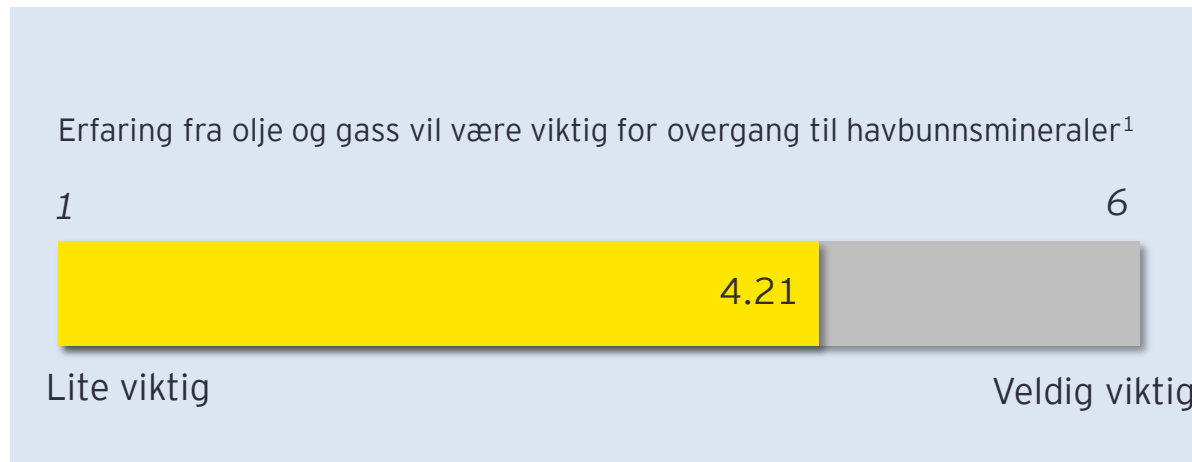 Erfaring fra olje og gass vil være viktig for overgang til havbunnsmineraler¹
1 6
4.21
Lite viktig Veldig viktig